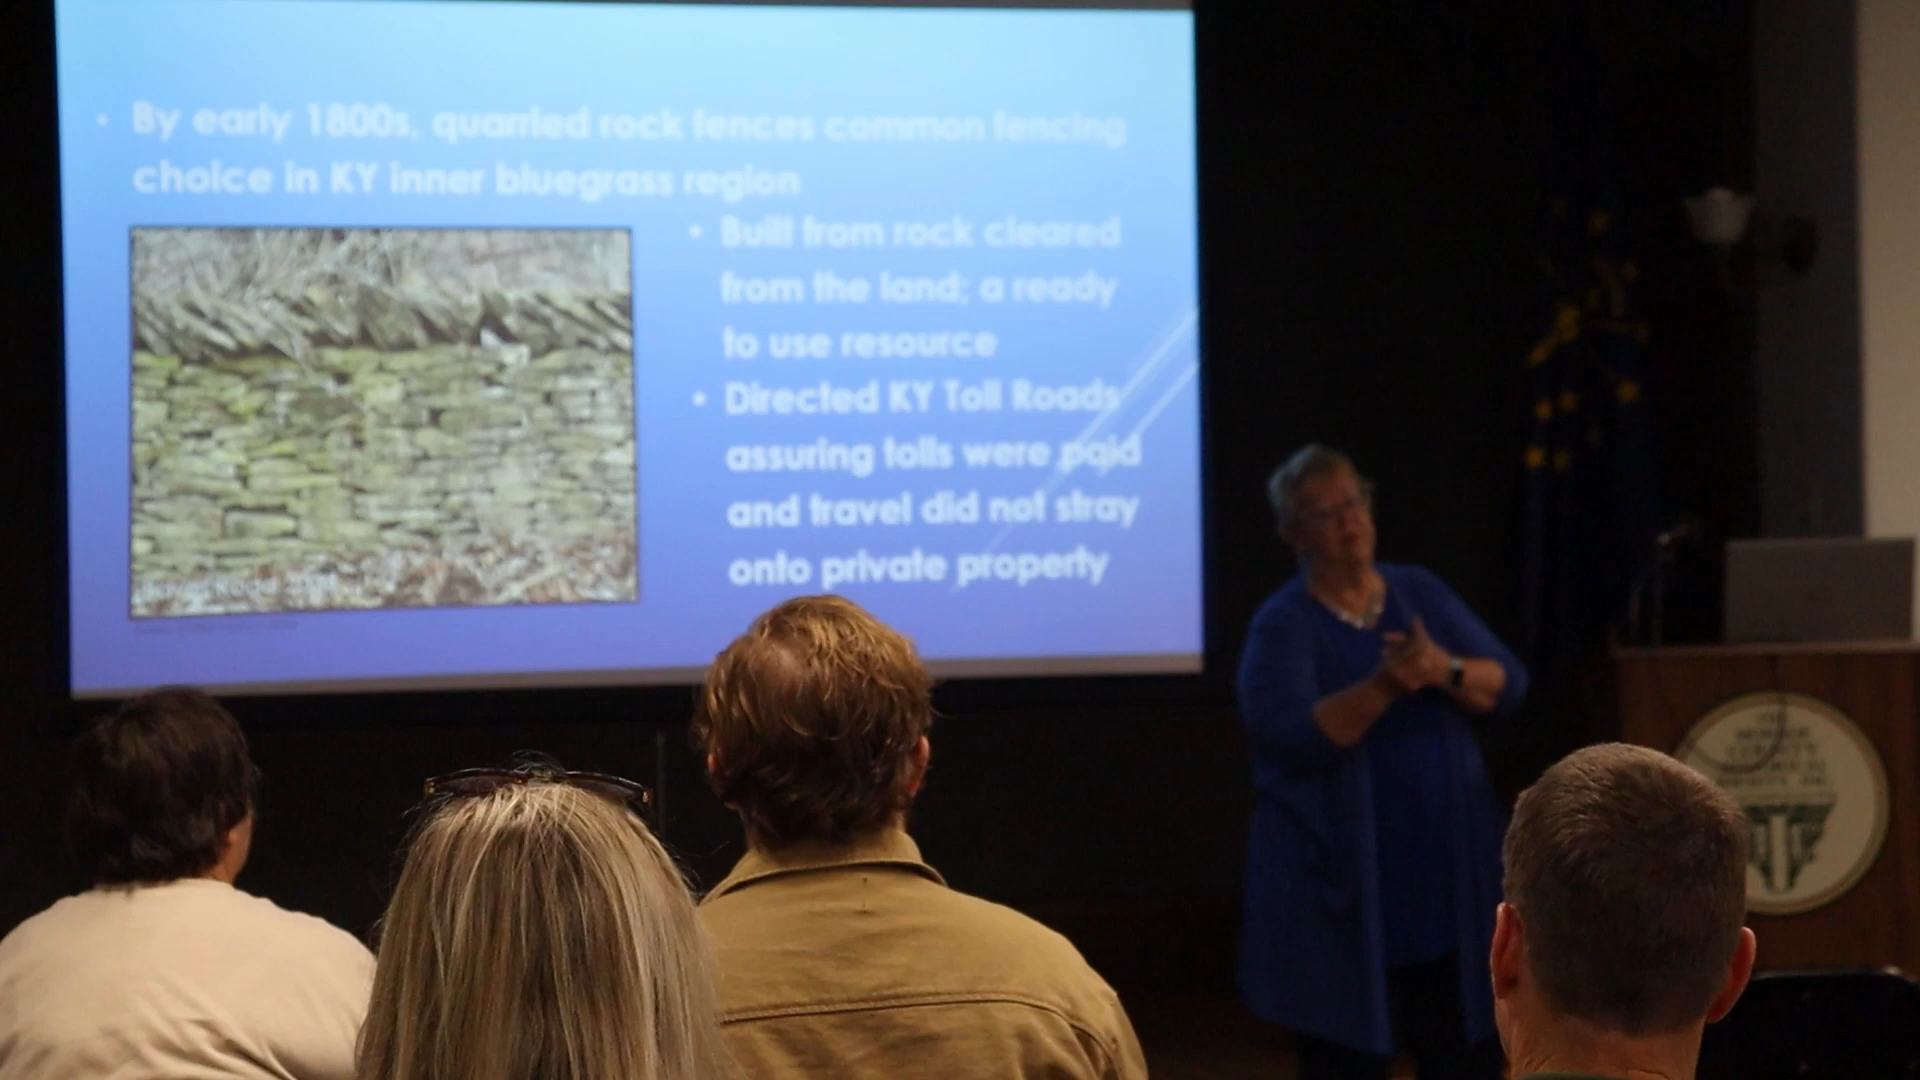 • By early 1800s, quarried rock fences common fencing
choice in KY inner bluegrass region
• Built from rock cleared
from the land; a ready
to use resource
• Directed KY Toll Roads
assuring tolls were paid
and travel did not stray
onto private property
THE
COUNTY